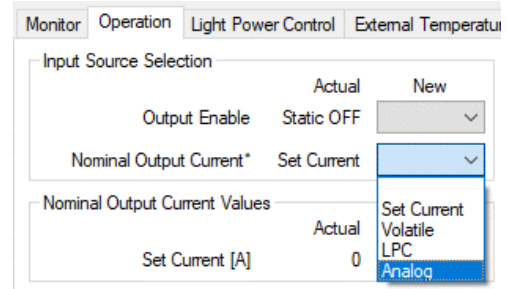 Monitor Operation Light Power Control External Temperatur
Input Source Selection
Actual New
Output Enable Static OFF
Nominal Output Current* Set Current
Nominal Output Current Values
Set Current
Actual Volatile
LPC
Set Current [A] 0 Analog